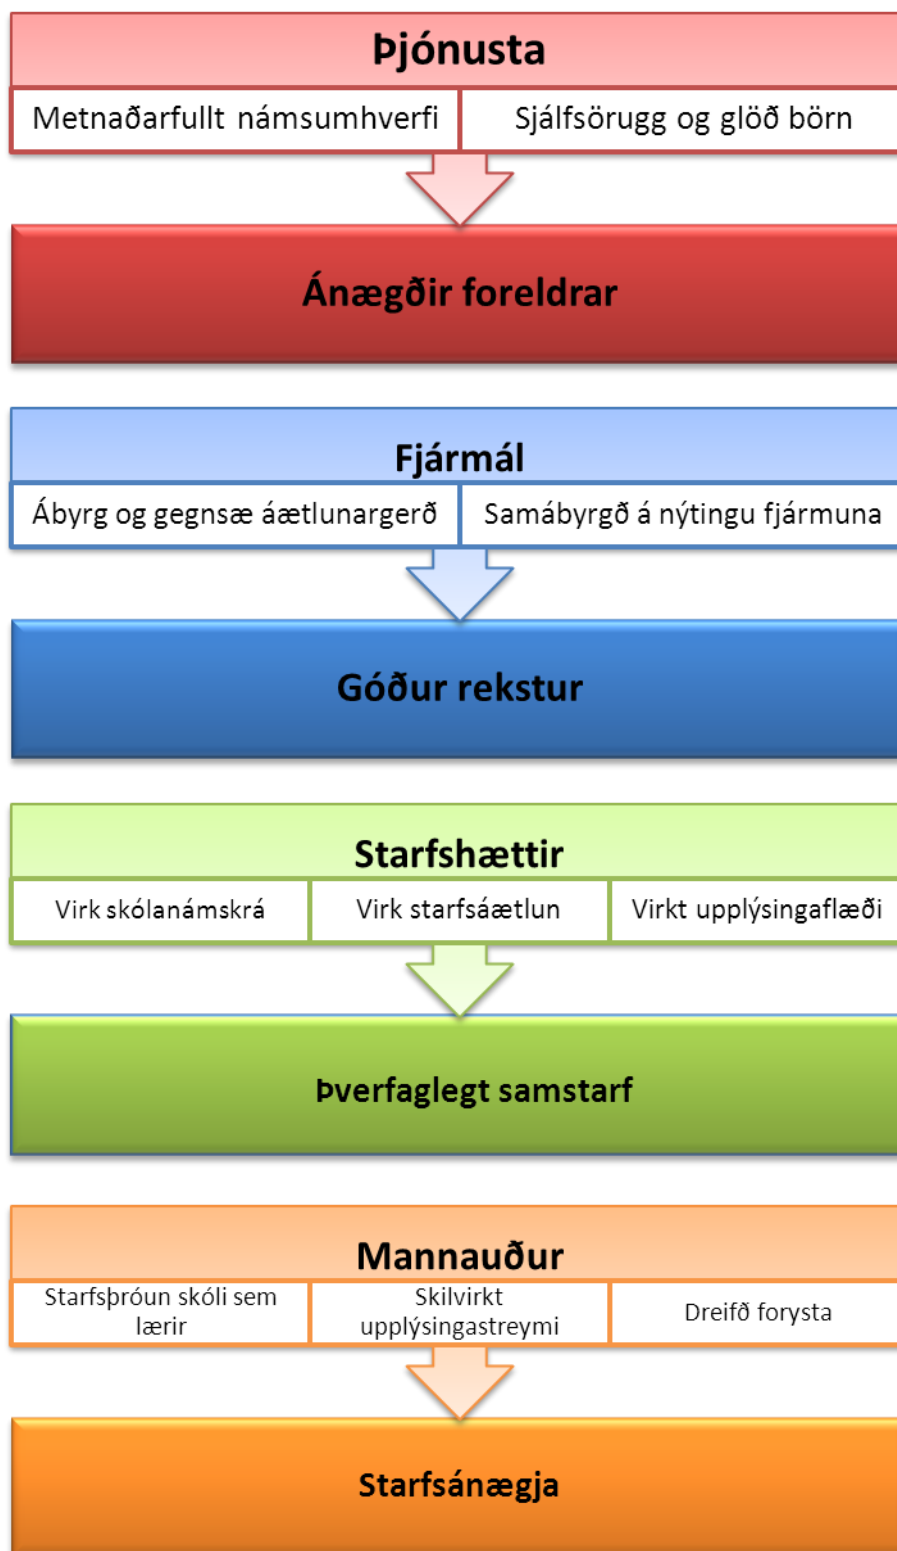 Þjónusta
Metnaðarfullt námsumhverfi
Sjálfsörugg og glöð börn
Ánægðir foreldrar
Fjármál
Ábyrg og gegnsæ áætlunargerð
Samábyrgð á nýtingu fjármuna
Góður rekstur
Starfshættir
Virk skólanámskrá
Virk starfsáætlun
Virkt upplýsingaflæði
Þverfaglegt samstarf
Mannauður
Starfsþróun skóli sem
lærir
Skilvirkt
upplýsingastreymi
Dreifð forysta
Starfsánægja